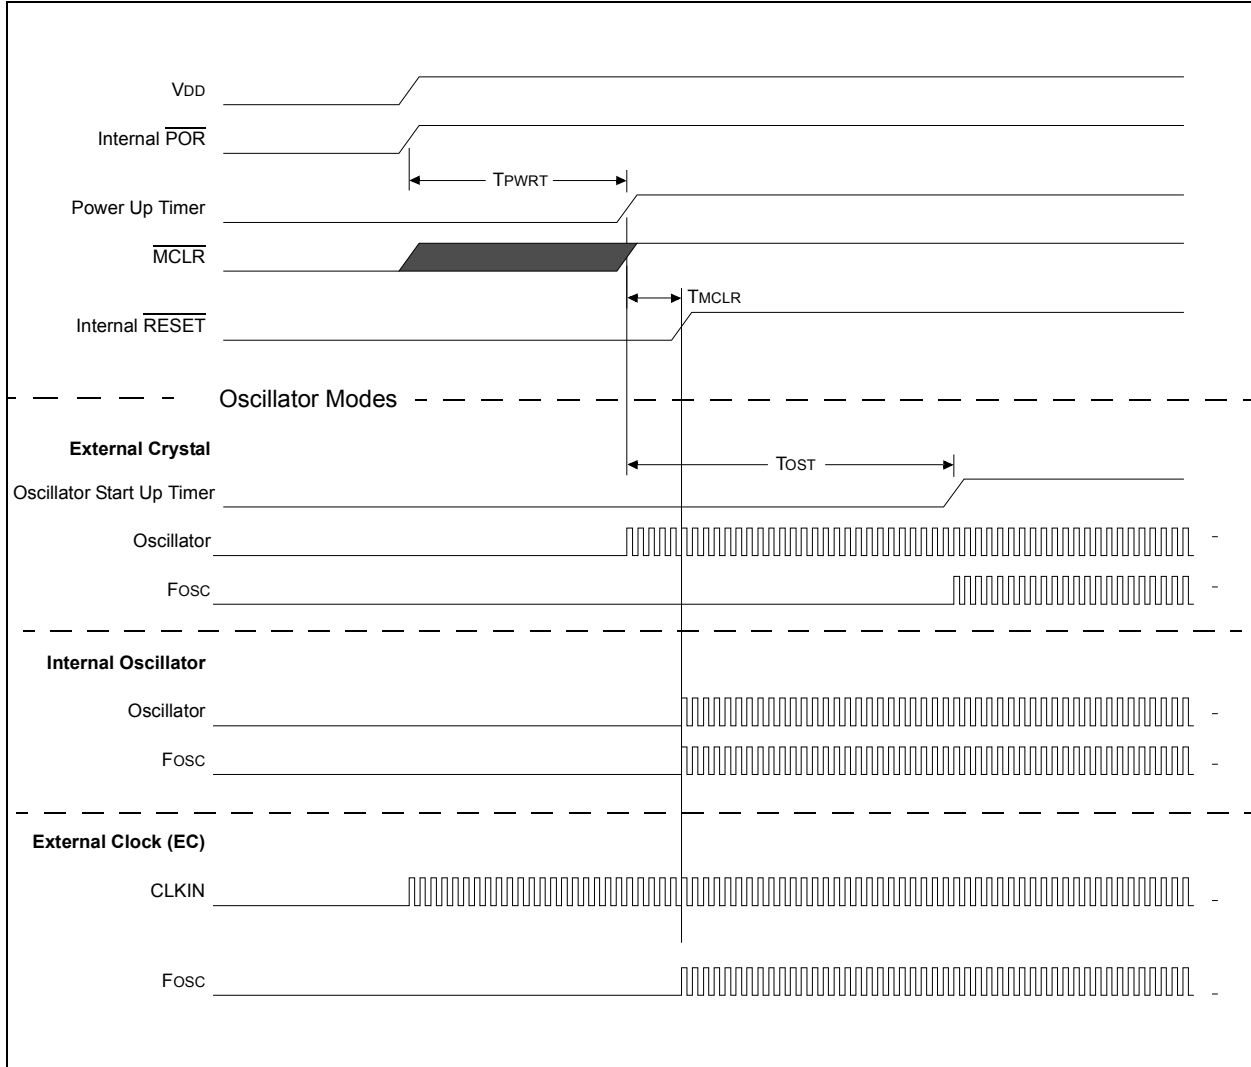 VDD
Internal POR
TPWRT
Power Up Timer
MCLR
TMCLR
Internal RESET
Oscillator Modes
External Crystal
TOST
Oscillator Start Up Timer
Oscillator
FOSC
Internal Oscillator
Oscillator
FOSC
External Clock (EC)
CLKIN
FOSC